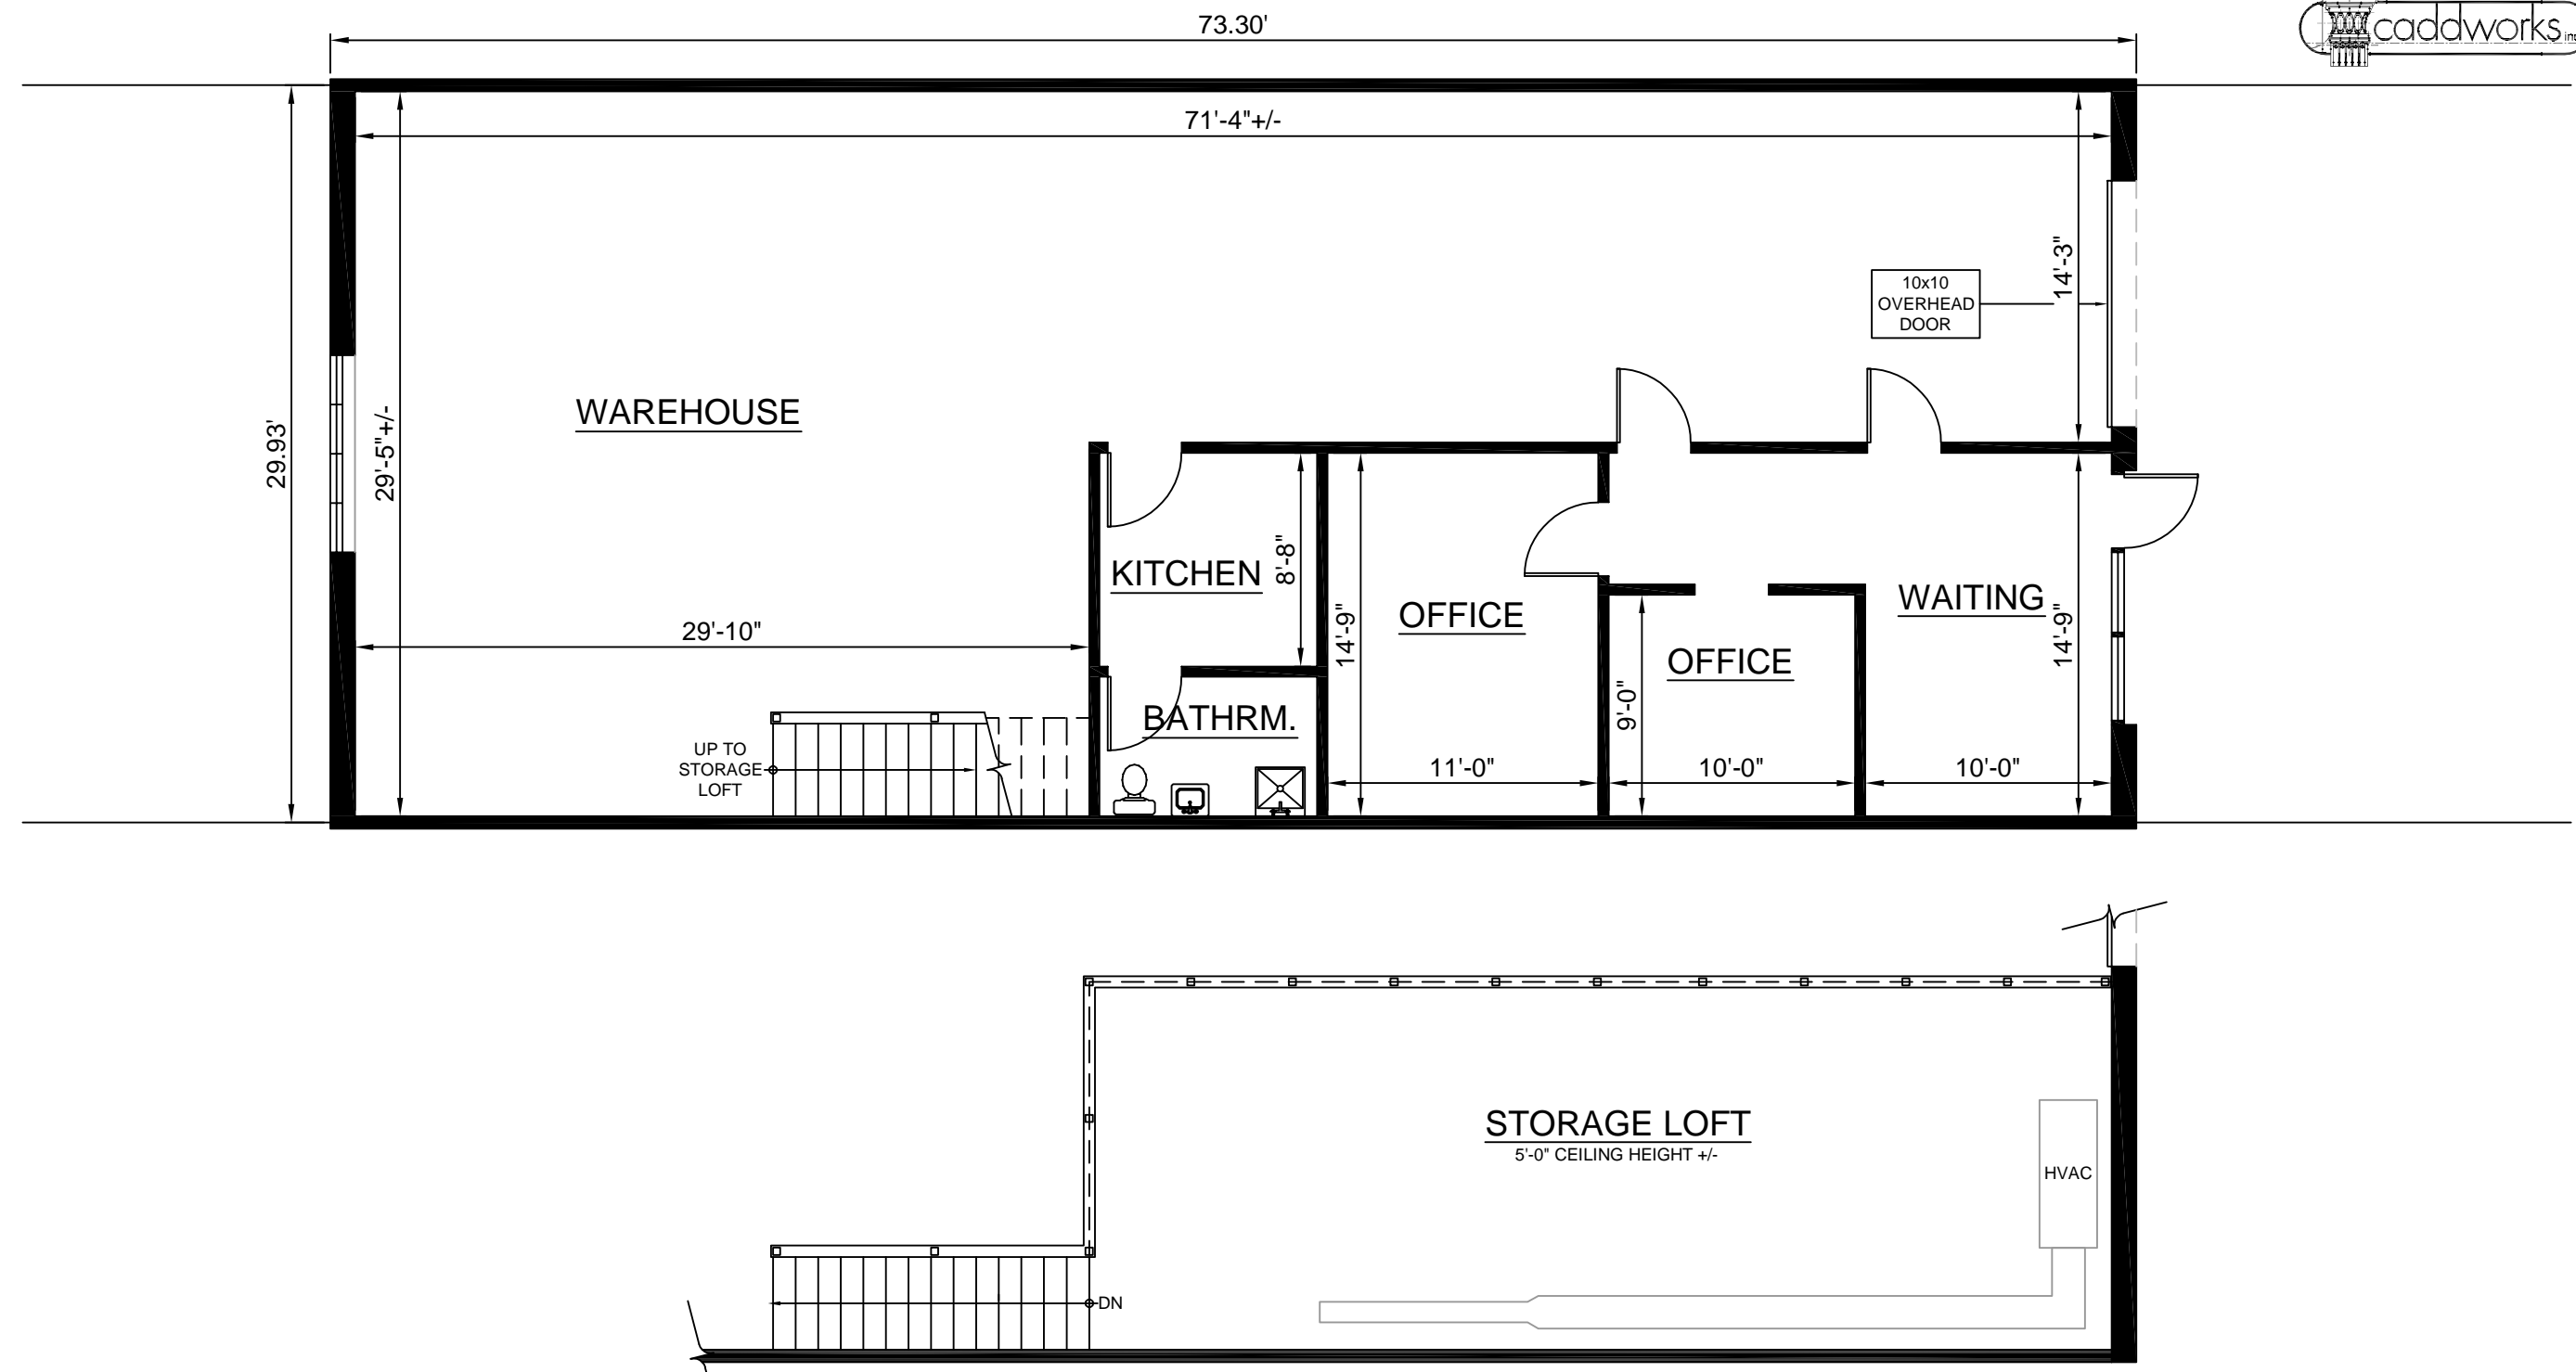 73.30'
caddworks inc
71'-4"+/-
29.93'
29'-5"+/-
14'-3"
10x10
OVERHEAD
DOOR
WAREHOUSE
KITCHEN
8'-8"
OFFICE
14'-9"
WAITING
14'-9"
29'-10"
OFFICE
9'-0"
BATHRM.
UP TO
STORAGE
LOFT
11'-0"
10'-0"
10'-0"
STORAGE LOFT
5'-0" CEILING HEIGHT +/-
HVAC
DN